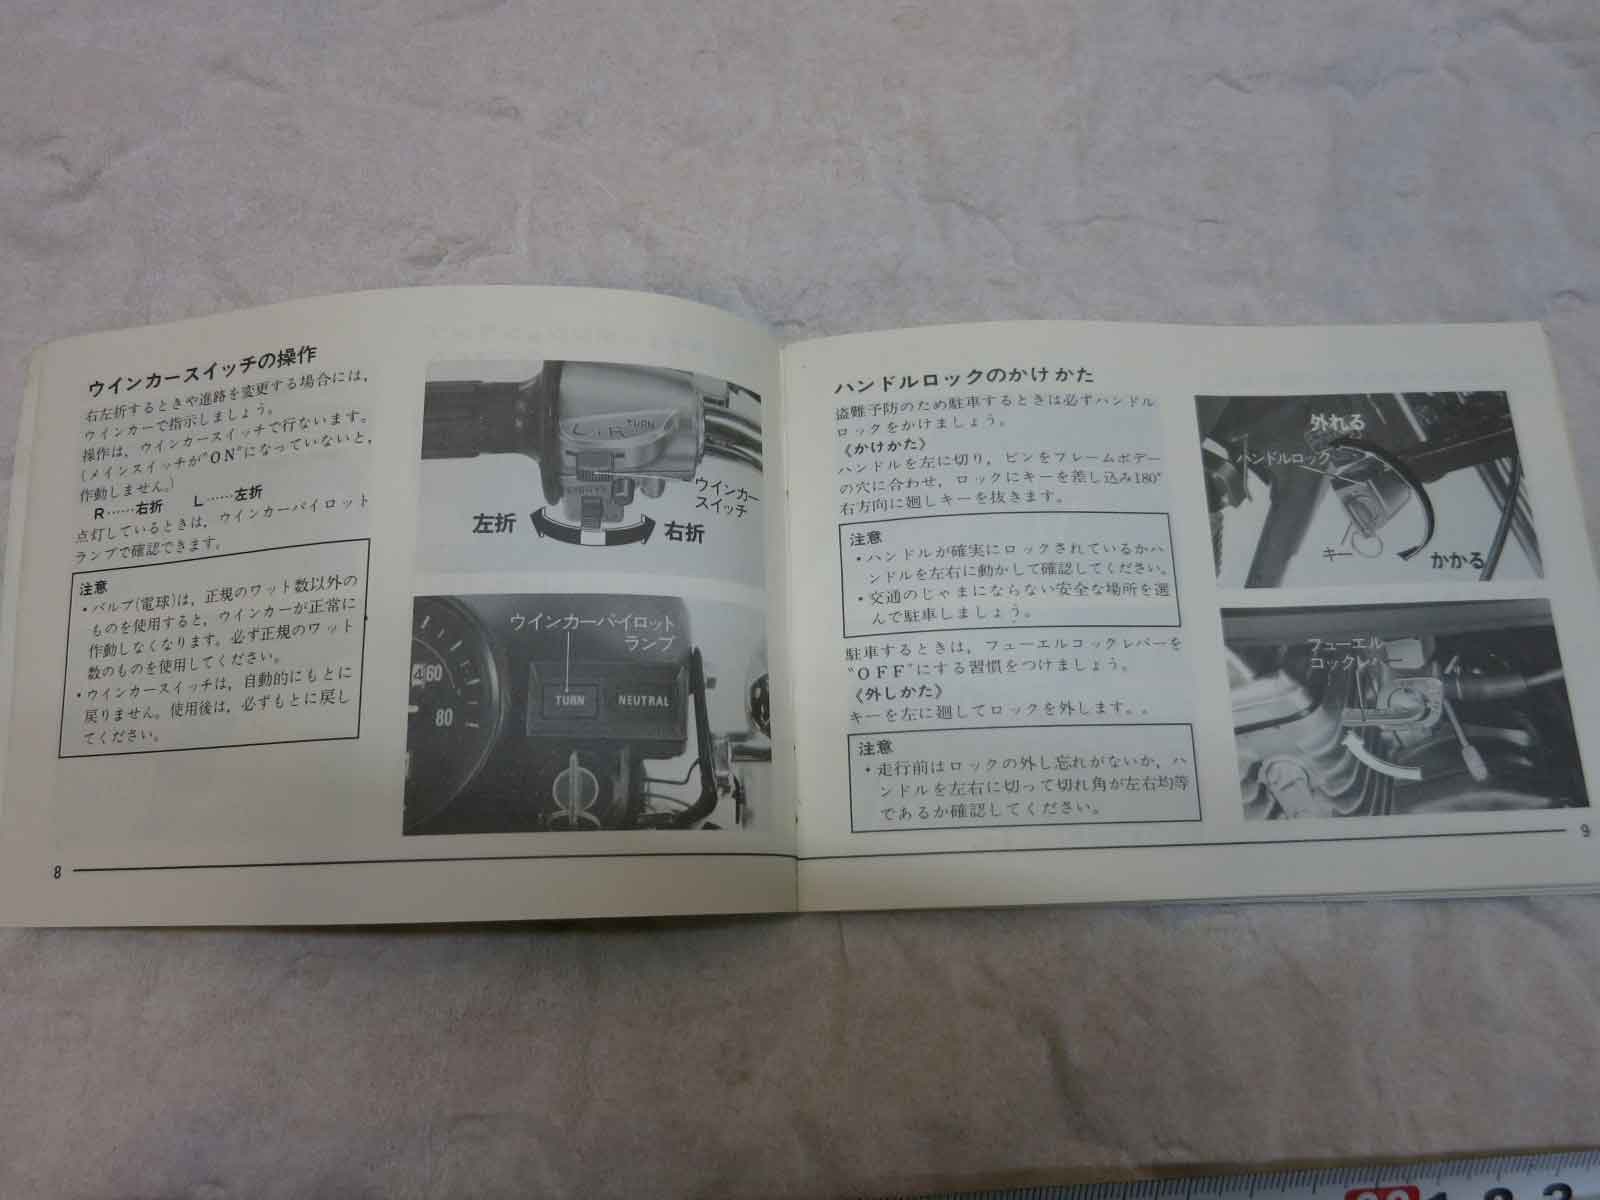 ウインカースイッチの操作
右左折するときや進路を変更する場合には，
ウインカーで指示しましょう。
操作は，ウインカースイッチで行ないます。
(メインスイッチが"ON"になっていないと，
作動しません。)
R……右折　L……左折
点灯しているときは，ウインカーパイロット
ランプで確認できます。
注意
・バルブ(電球)は，正規のワット数以外の
ものを使用すると，ウインカーが正常に
作動しなくなります。必ず正規のワット
数のものを使用してください。
・ウインカースイッチは，自動的にもとに
戻りません。使用後は，必ずもとに戻し
てください。
L R TURN
LIGHTS
ウインカー
スイッチ
左折
右折
ウインカーパイロット
ランプ
60
80
TURN
NEUTRAL
8
ハンドルロックのかけかた
盗難予防のため駐車するときは必ずハンドル
ロックをかけましょう。
《かけかた》
ハンドルを左に切り，ピンをフレームボデー
の穴に合わせ，ロックにキーを差し込み180°
右方向に廻しキーを抜きます。
注意
・ハンドルが確実にロックされているかハ
ンドルを左右に動かして確認してください。
・交通のじゃまにならない安全な場所を選
んで駐車しましょう。
駐車するときは，フューエルコックレバーを
"OFF"にする習慣をつけましょう。
《外しかた》
キーを左に廻してロックを外します。.
注意
・走行前はロックの外し忘れがないか，ハ
ンドルを左右に切って切れ角が左右均等
であるか確認してください。
外れる
ハンドルロック
キー
かかる
フューエル
コックレバー
9
1 2 3